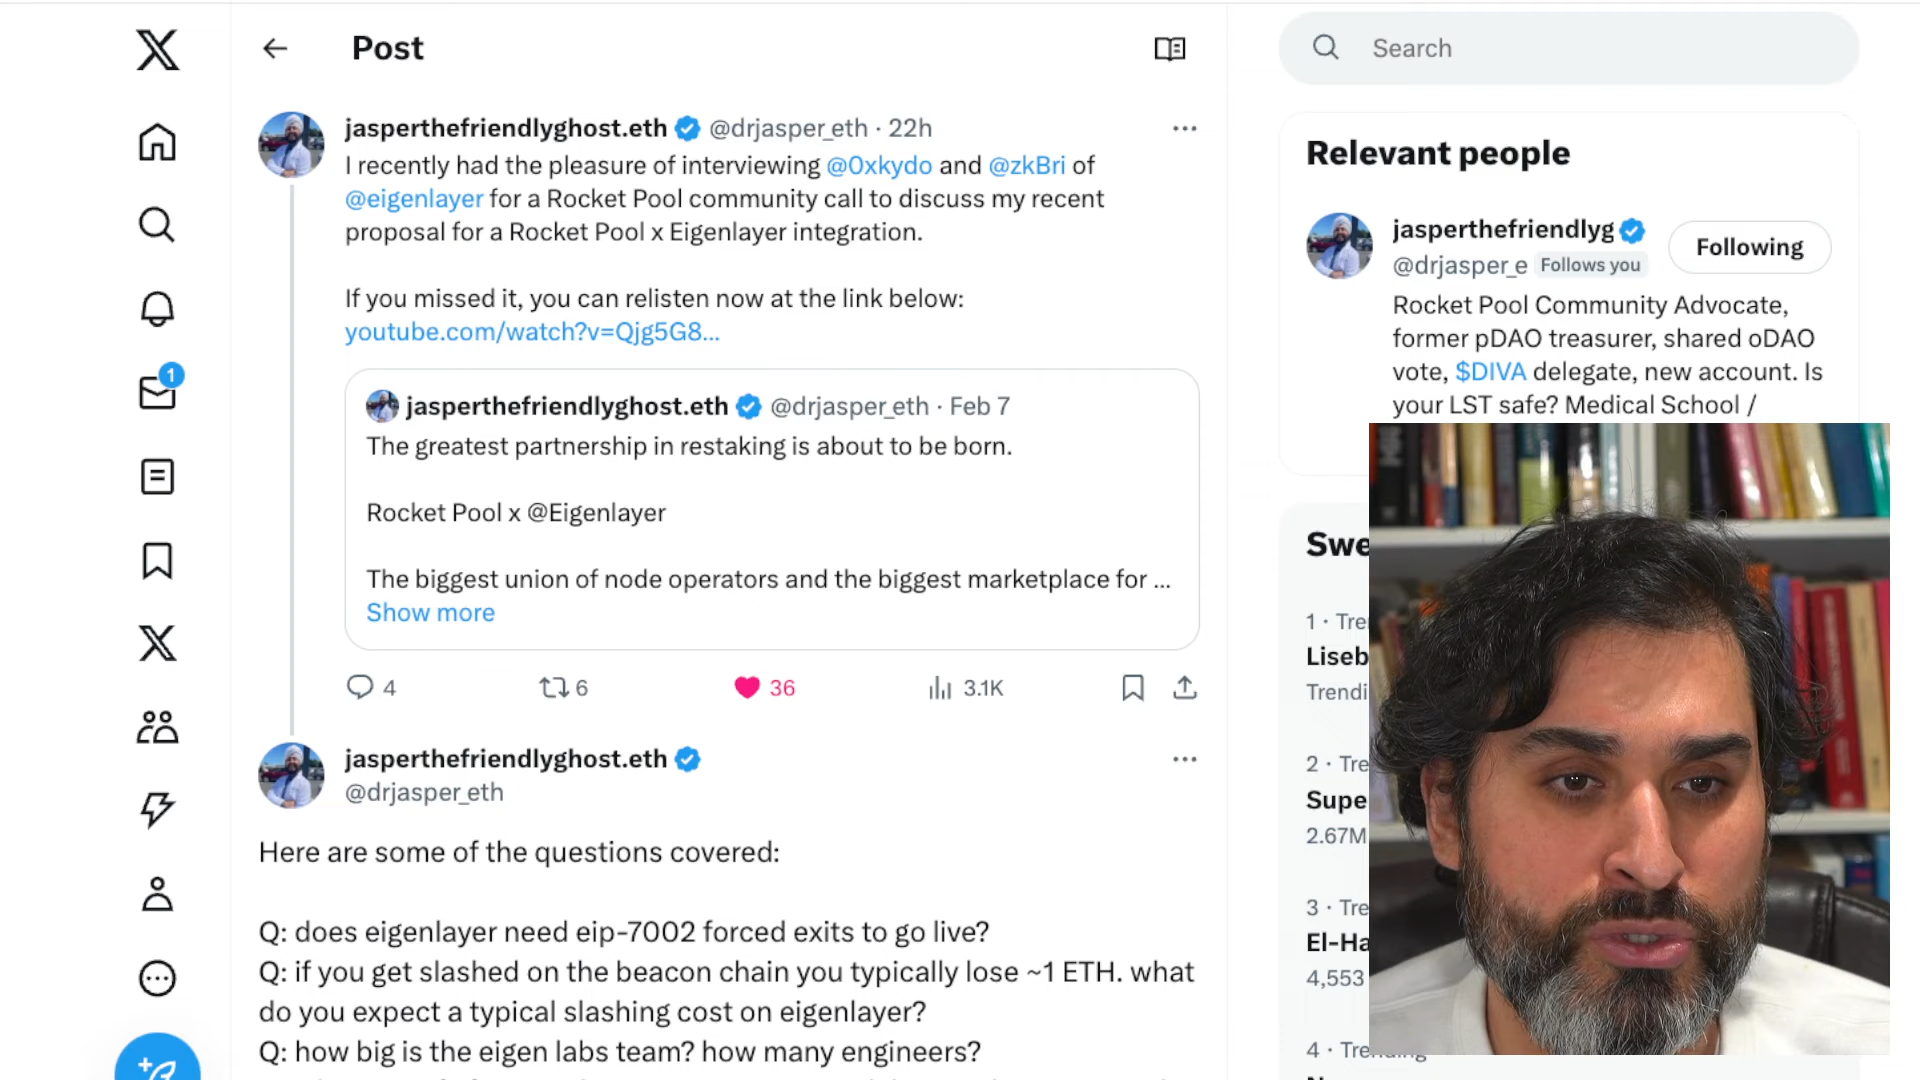 Post
Search
jasperthefriendlyghost.eth @drjasper_eth · 22h
I recently had the pleasure of interviewing @0xkydo and @zkBri of
@eigenlayer for a Rocket Pool community call to discuss my recent
proposal for a Rocket Pool x Eigenlayer integration.
If you missed it, you can relisten now at the link below:
youtube.com/watch?v=Qjg5G8...
jasperthefriendlyghost.eth @drjasper_eth · Feb 7
The greatest partnership in restaking is about to be born.
Rocket Pool x @Eigenlayer
The biggest union of node operators and the biggest marketplace for ...
Show more
4
6
36
3.1K
jasperthefriendlyghost.eth
@drjasper_eth
Here are some of the questions covered:
Q: does eigenlayer need eip-7002 forced exits to go live?
Q: if you get slashed on the beacon chain you typically lose ~1 ETH. what
do you expect a typical slashing cost on eigenlayer?
Q: how big is the eigen labs team? how many engineers?
1
Relevant people
jasperthefriendlyg
Following
@drjasper_e Follows you
Rocket Pool Community Advocate,
former pDAO treasurer, shared oDAO
vote, $DIVA delegate, new account. Is
your LST safe? Medical School /
Swe
1 · Tre
Liseb
Trendi
2 · Tre
Supe
2.67M
3 · Tre
El-Ha
4,553
4 · Trending